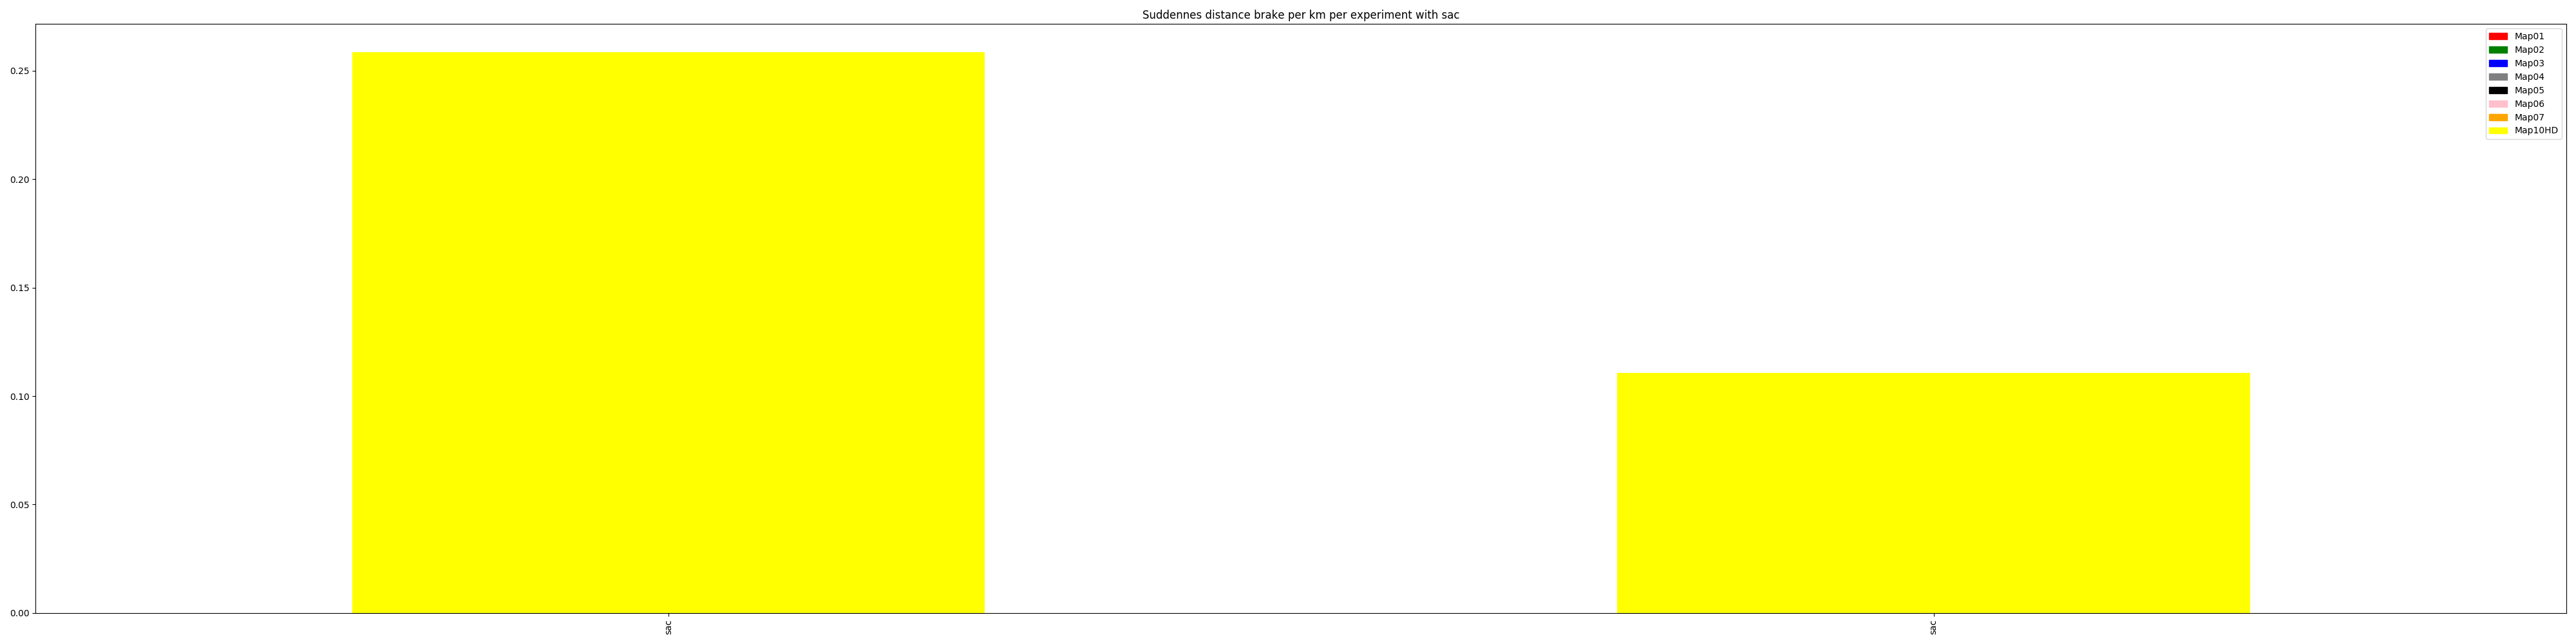 Suddennes distance brake per km per experiment with sac
Map01
Map02
Map03
Map04
Map05
Map06
Map07
Map10HD
0.25
0.20
0.15
0.10
0.05
0.00
sac
sac